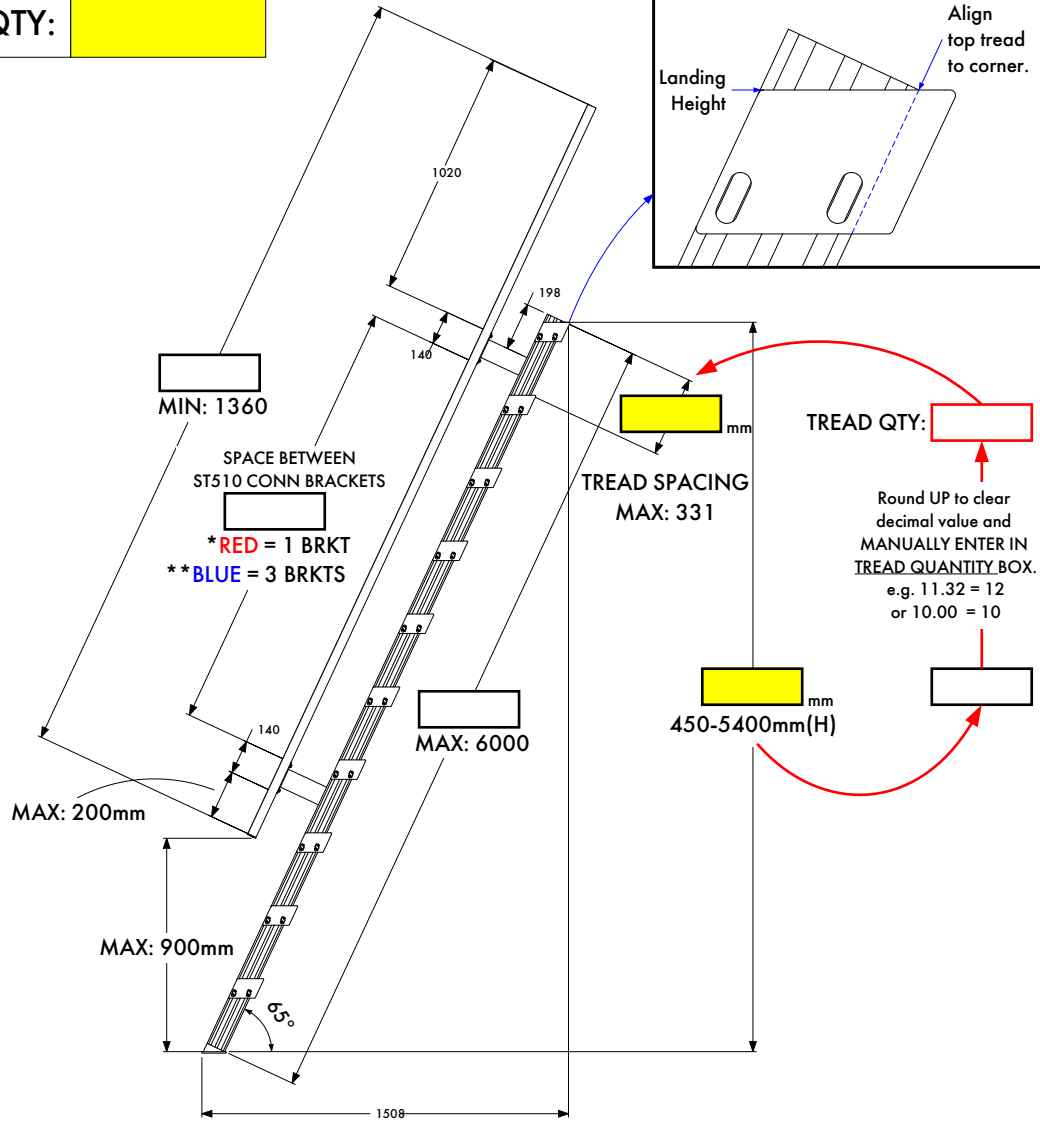 QTY:
Align
top tread
to corner.
Landing
Height
1020
198
140
MIN: 1360
mm
TREAD QTY:
SPACE BETWEEN
ST510 CONN BRACKETS
*RED = 1 BRKT
**BLUE = 3 BRKTS
TREAD SPACING
MAX: 331
Round UP to clear
decimal value and
MANUALLY ENTER IN
TREAD QUANTITY BOX.
e.g. 11.32 = 12
or 10.00 = 10
mm
450-5400mm(H)
MAX: 6000
140
MAX: 200mm
MAX: 900mm
65°
1508